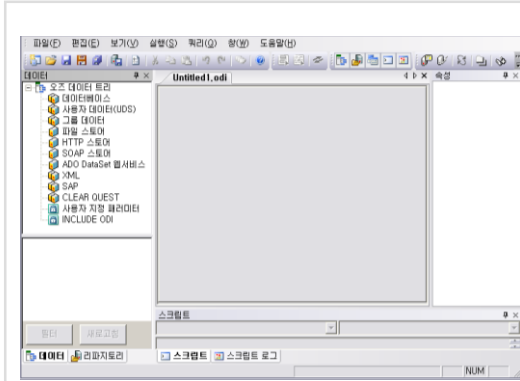 파일(F) 편집(E) 보기(V) 실행(S) 쿼리(Q) 창(W) 도움말(H)
데이터
Untitled1.odi
속성
오즈 데이터 트리
데이터베이스
사용자 데이터(UDS)
그룹 데이터
파일 스토어
HTTP 스토어
SOAP 스토어
ADO DataSet 웹서비스
XML
SAP
CLEAR QUEST
사용자 지정 패러미터
INCLUDE ODI
스크립트
필터 새로고침
데이터 리파지토리
스크립트 스크립트 로그
NUM